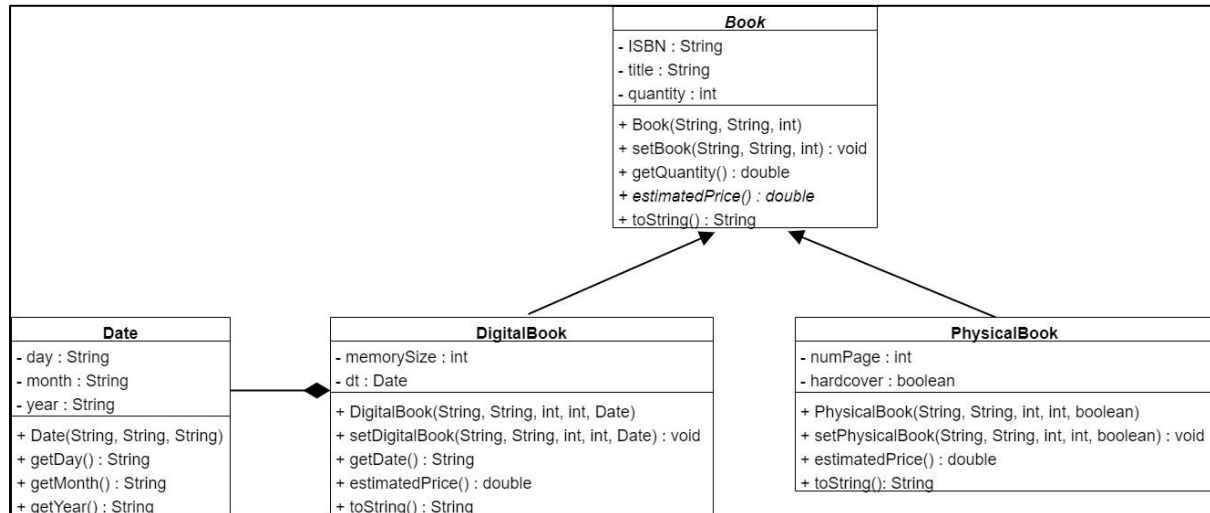 Book
- ISBN : String
- title : String
- quantity : int
+ Book(String, String, int)
+ setBook(String, String, int) : void
+ getQuantity() : double
+ estimatedPrice() : double
+ toString() : String
Date
- day : String
- month : String
- year : String
+ Date(String, String, String)
+ getDay() : String
+ getMonth() : String
+ getYear() : String
DigitalBook
- memorySize : int
- dt : Date
+ DigitalBook(String, String, int, int, Date)
+ setDigitalBook(String, String, int, int, Date) : void
+ getDate() : String
+ estimatedPrice() : double
+ toString() : String
PhysicalBook
- numPage : int
- hardcover : boolean
+ PhysicalBook(String, String, int, int, boolean)
+ setPhysicalBook(String, String, int, int, boolean) : void
+ estimatedPrice() : double
+ toString(): String